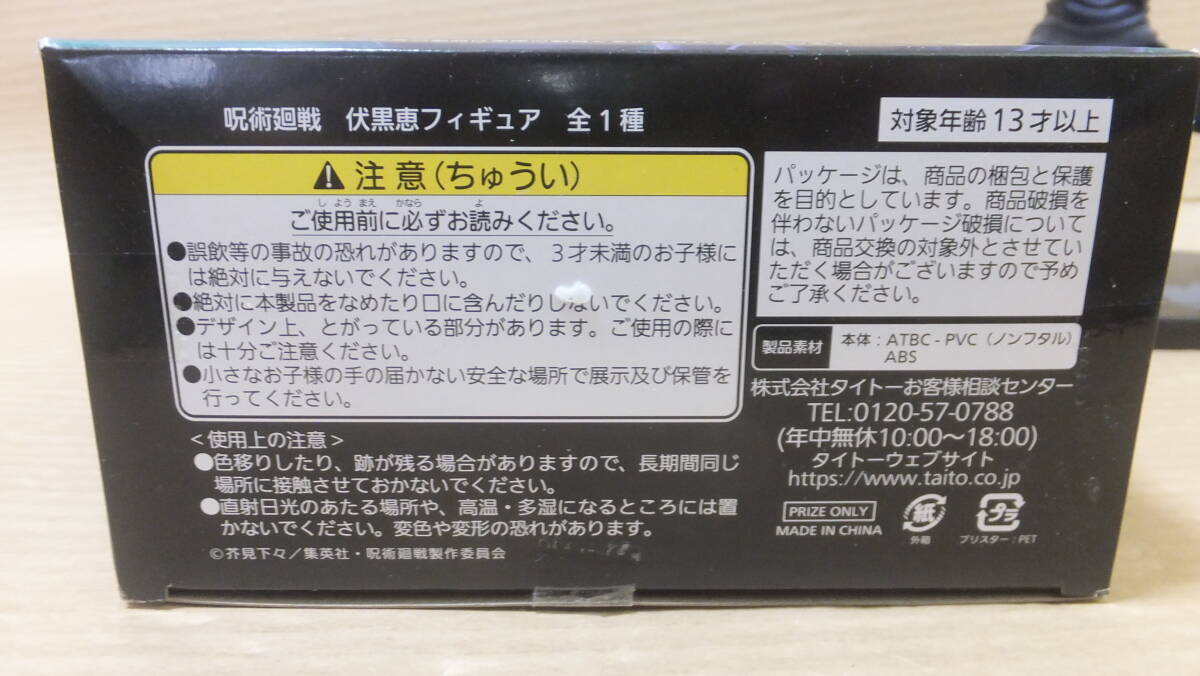 呪術廻戦 伏黒恵フィギュア 全1種
対象年齢13才以上
注意(ちゅうい)
しようまえ かなら よ
ご使用前に必ずお読みください。
●誤飲等の事故の恐れがありますので、3才未満のお子様に
は絶対に与えないでください。
●絶対に本製品をなめたり口に含んだりしないでください。
●デザイン上、とがっている部分があります。ご使用の際に
は十分ご注意ください。
●小さなお子様の手の届かない安全な場所で展示及び保管を
行ってください。
<使用上の注意>
●色移りしたり、跡が残る場合がありますので、長期間同じ
場所に接触させておかないでください。
●直射日光のあたる場所や、高温・多湿になるところには置
かないでください。変色や変形の恐れがあります。
©芥見下々/集英社・呪術廻戦製作委員会
パッケージは、商品の梱包と保護
を目的としています。商品破損を
伴わないパッケージ破損について
は、商品交換の対象外とさせてい
ただく場合がございますので予め
ご了承ください。
製品素材
本体:ATBC-PVC(ノンフタル)
ABS
株式会社タイトーお客様相談センター
TEL:0120-57-0788
(年中無休10:00~18:00)
タイトーウェブサイト
https://www.taito.co.jp
PRIZE ONLY
MADE IN CHINA
紙
外箱
プラ
ブリスター:PET